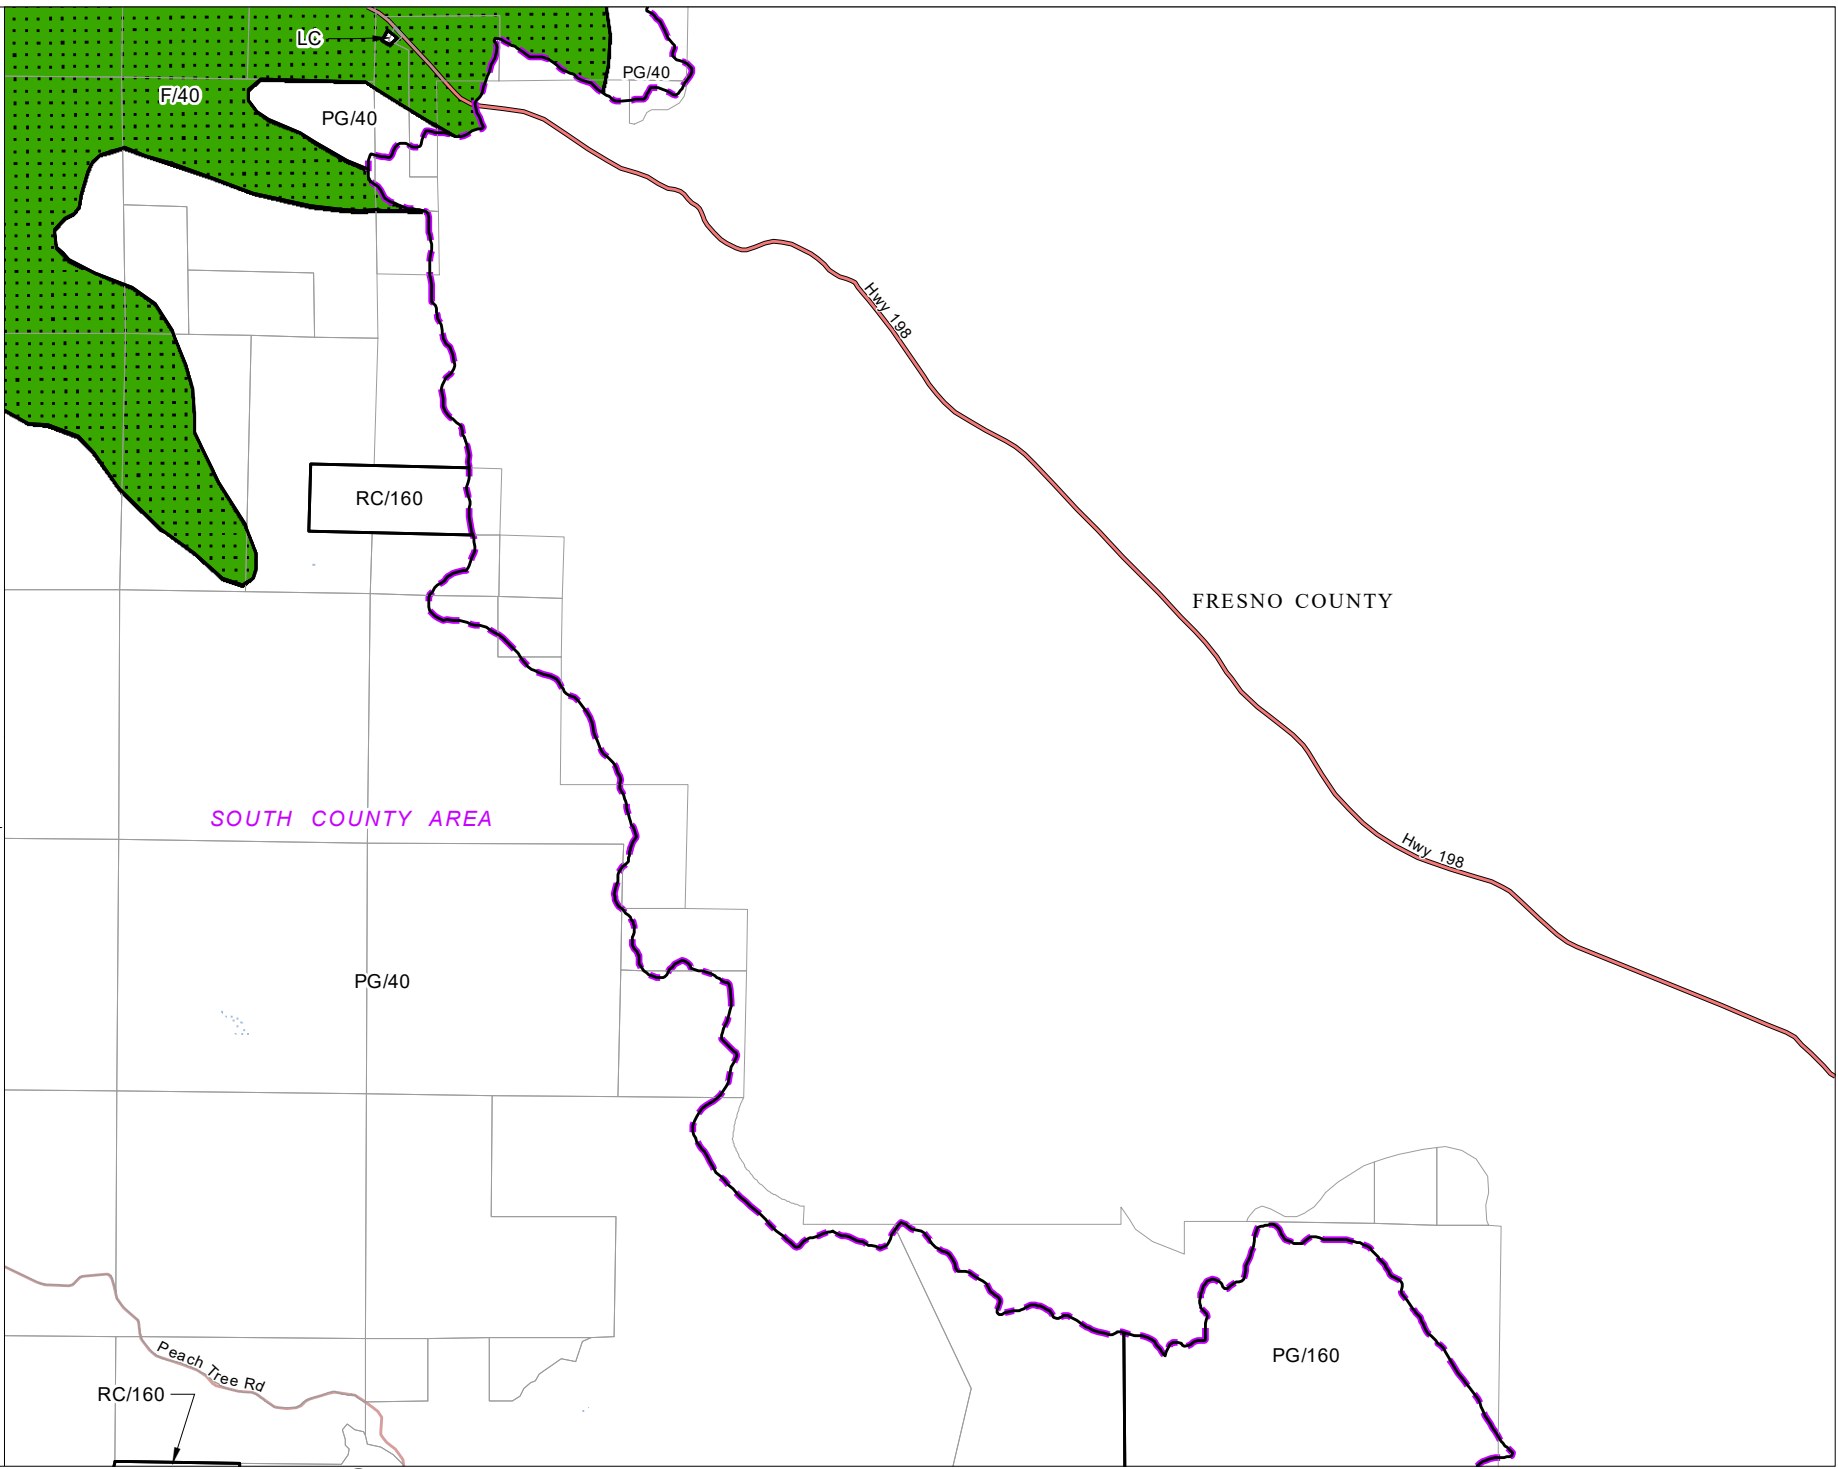 LC
PG/40
F/40
PG/40
Hwy 198
RC/160
FRESNO COUNTY
SOUTH COUNTY AREA
Hwy 198
PG/40
PG/160
Peach Tree Rd
RC/160